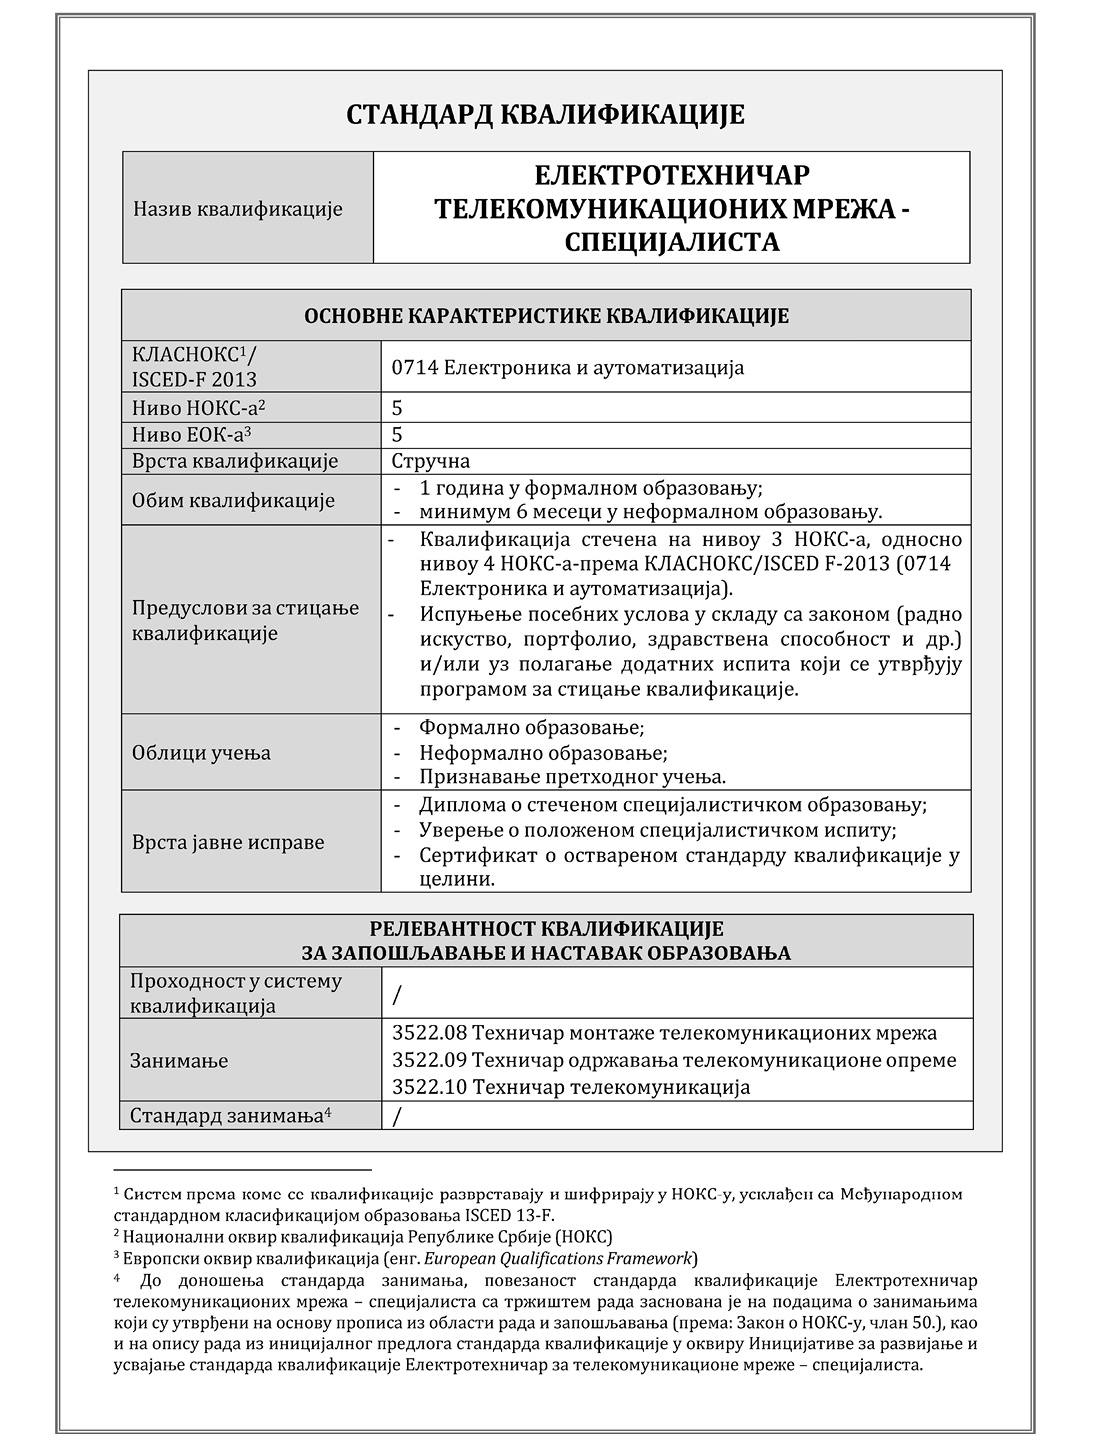 СТАНДАРД КВАЛИФИКАЦИЈЕ
Назив квалификације
ЕЛЕКТРОТЕХНИЧАР
ТЕЛЕКОМУНИКАЦИОНИХ МРЕЖА -
СПЕЦИЈАЛИСТА
ОСНОВНЕ КАРАКТЕРИСТИКЕ КВАЛИФИКАЦИЈЕ
КЛАСНОКС¹/
ISCED-F 2013
0714 Електроника и аутоматизација
Ниво НОКС-а²
5
Ниво ЕОК-а³
5
Врста квалификације
Стручна
Обим квалификације
- 1 година у формалном образовању;
- минимум 6 месеци у неформалном образовању.
Предуслови за стицање
квалификације
- Квалификација стечена на нивоу 3 НОКС-а, односно
нивоу 4 НОКС-а-према КЛАСНОКС/ISCED F-2013 (0714
Електроника и аутоматизација).
- Испуњење посебних услова у складу са законом (радно
искуство, портфолио, здравствена способност и др.)
и/или уз полагање додатних испита који се утврђују
програмом за стицање квалификације.
Облици учења
- Формално образовање;
- Неформално образовање;
- Признавање претходног учења.
Врста јавне исправе
- Диплома о стеченом специјалистичком образовању;
- Уверење о положеном специјалистичком испиту;
- Сертификат о оствареном стандарду квалификације у
целини.
РЕЛЕВАНТНОСТ КВАЛИФИКАЦИЈЕ
ЗА ЗАПОШЉАВАЊЕ И НАСТАВАК ОБРАЗОВАЊА
Проходност у систему
квалификација
/
Занимање
3522.08 Техничар монтаже телекомуникационих мрежа
3522.09 Техничар одржавања телекомуникационе опреме
3522.10 Техничар телекомуникација
Стандард занимања⁴
/
¹ Систем према коме се квалификације разврставају и шифрирају у НОКС-у, усклађен са Међународном
стандардном класификацијом образовања ISCED 13-F.
² Национални оквир квалификација Републике Србије (НОКС)
³ Европски оквир квалификација (енг. European Qualifications Framework)
⁴ До доношења стандарда занимања, повезаност стандарда квалификације Електротехничар
телекомуникационих мрежа – специјалиста са тржиштем рада заснована је на подацима о занимањима
који су утврђени на основу прописа из области рада и запошљавања (према: Закон о НОКС-у, члан 50.), као
и на опису рада из иницијалног предлога стандарда квалификације у оквиру Иницијативе за развијање и
усвајање стандарда квалификације Електротехничар за телекомуникационе мреже – специјалиста.